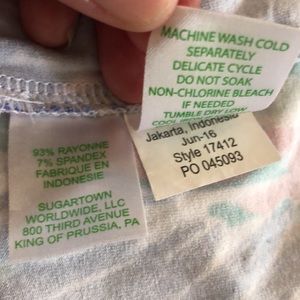 MACHINE WASH COLD
SEPARATELY
DELICATE CYCLE
DO NOT SOAK
NON-CHLORINE BLEACH
IF NEEDED
TUMBLE DRY LOW
COOL
Jakarta, Indonesia
Jun-16
Style 17412
PO 045093
93% RAYONNE
7% SPANDEX
FABRIQUE EN
INDONESIE
SUGARTOWN
WORLDWIDE, LLC
800 THIRD AVENUE
KING OF PRUSSIA, PA